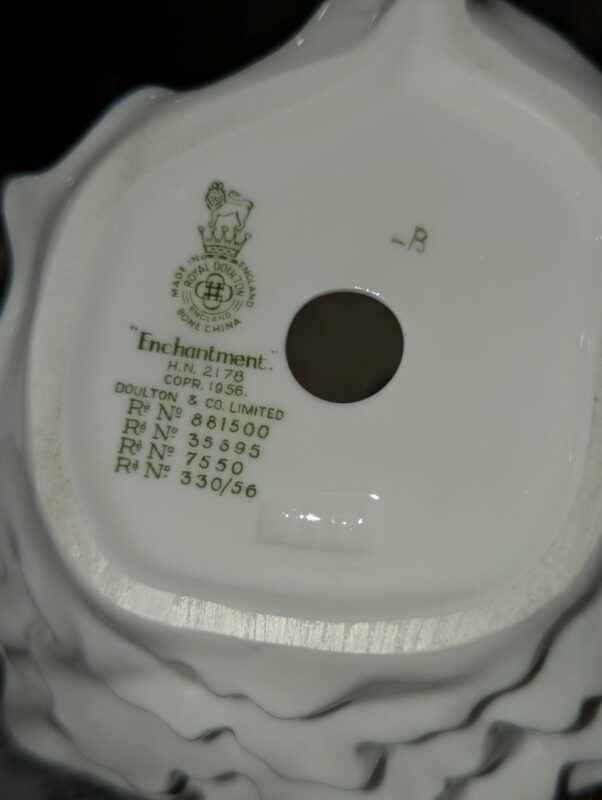 MADE IN ENGLAND
ROYAL DOULTON
ENGLAND
BONE CHINA
-B
"Enchantment."
H.N. 2178
COPR. 1956.
DOULTON & CO. LIMITED
Rᵈ Nº 881500
Rᵈ Nº 35595
Rᵈ Nº 7550
Rᵈ Nº 330/56